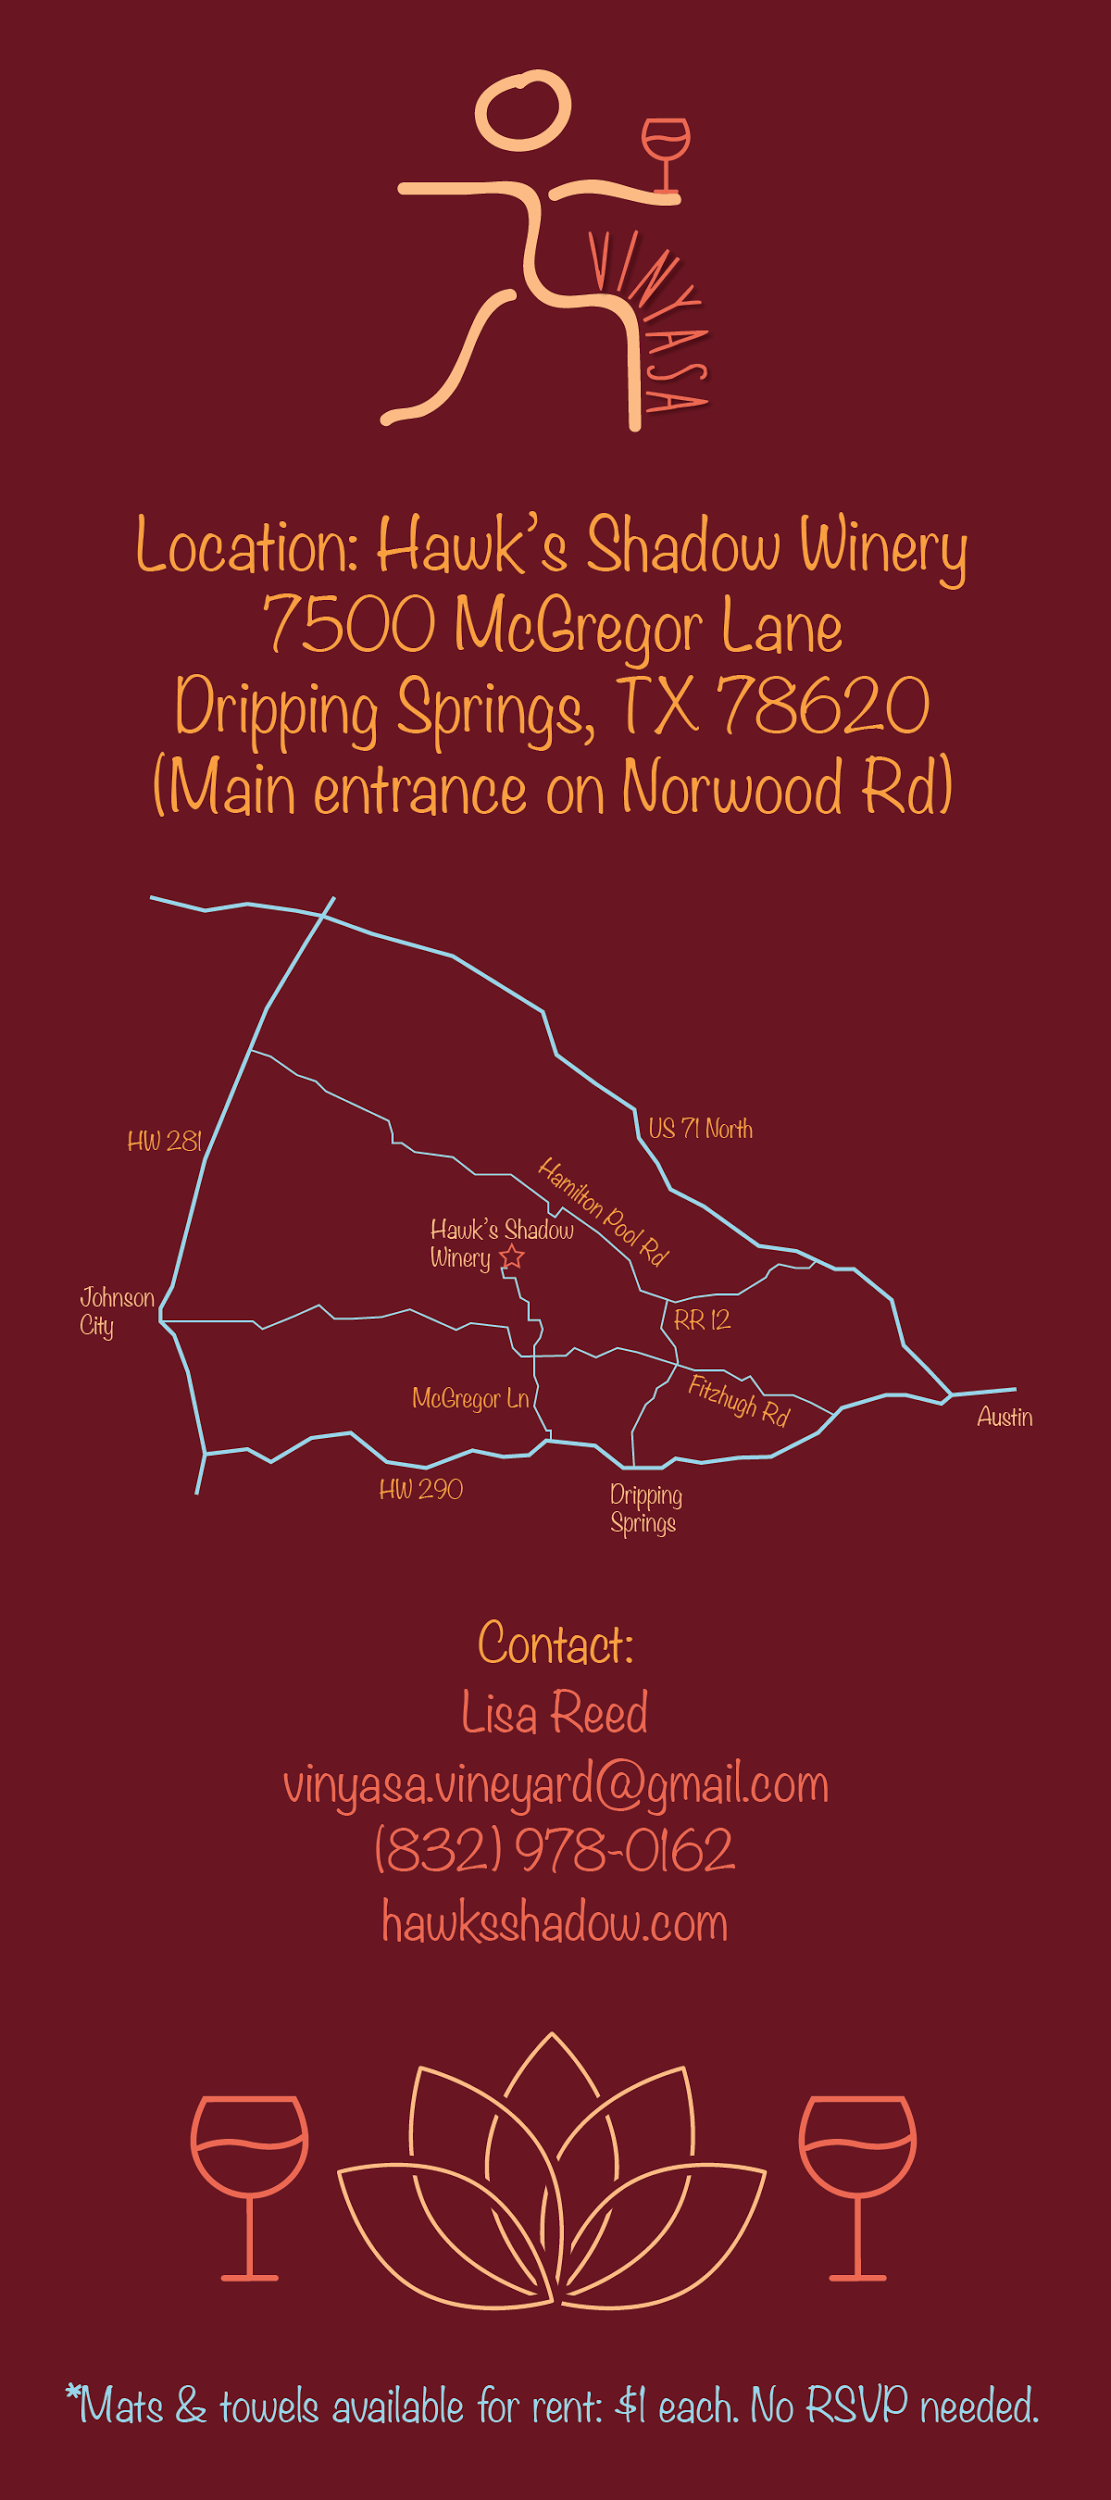 VINYASA
Location: Hawk's Shadow Winery
7500 McGregor Lane
Dripping Springs, TX 78620
(Main entrance on Norwood Rd)
US 71 North
HW 281
Hamilton Pool Rd
Hawk's Shadow
Winery
Johnson
City
RR 12
McGregor Ln
Fitzhugh Rd
Austin
HW 290
Dripping
Springs
Contact:
Lisa Reed
vinyasa.vineyard@gmail.com
(832) 978-0162
hawksshadow.com
*Mats & towels available for rent: $1 each. No RSVP needed.